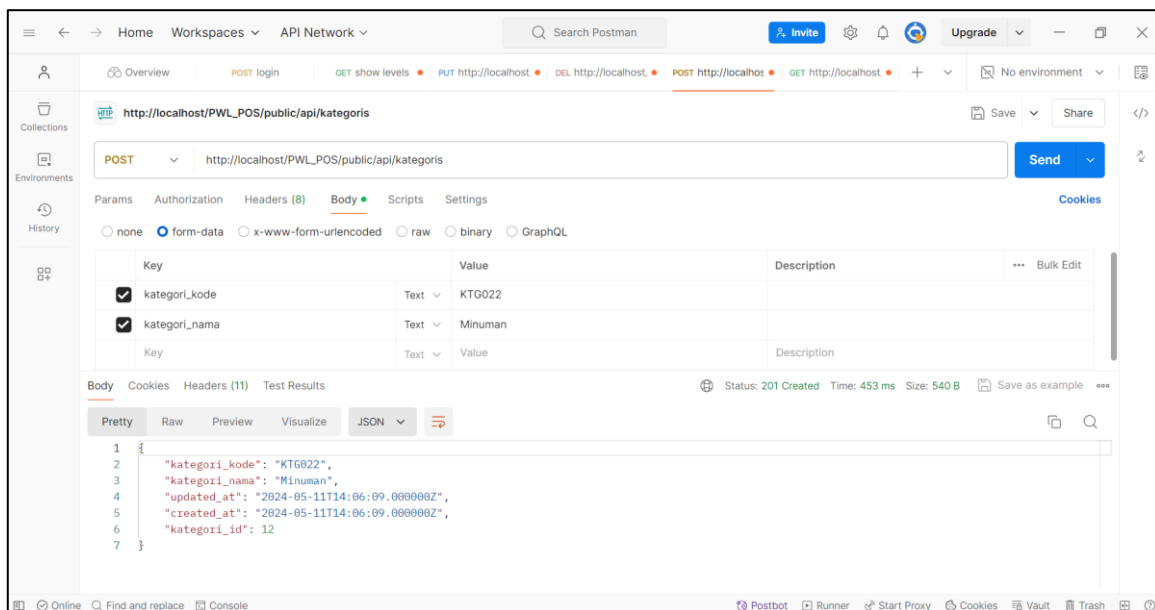 Home Workspaces API Network Search Postman Invite Upgrade
Overview POST login GET show levels PUT http://localhost, DEL http://localhost, POST http://localhos GET http://localhost, No environment
HTTP http://localhost/PWL_POS/public/api/kategoris Save Share
Collections
POST http://localhost/PWL_POS/public/api/kategoris Send
Environments
Params Authorization Headers (8) Body Scripts Settings Cookies
History
none form-data x-www-form-urlencoded raw binary GraphQL
Key Value Description Bulk Edit
kategori_kode Text KTG022
kategori_nama Text Minuman
Key Text Value Description
Body Cookies Headers (11) Test Results Status: 201 Created Time: 453 ms Size: 540 B Save as example
Pretty Raw Preview Visualize JSON
1 {
2 "kategori_kode": "KTG022",
3 "kategori_nama": "Minuman",
4 "updated_at": "2024-05-11T14:06:09.000000Z",
5 "created_at": "2024-05-11T14:06:09.000000Z",
6 "kategori_id": 12
7 }
Online Find and replace Console Postbot Runner Start Proxy Cookies Vault Trash